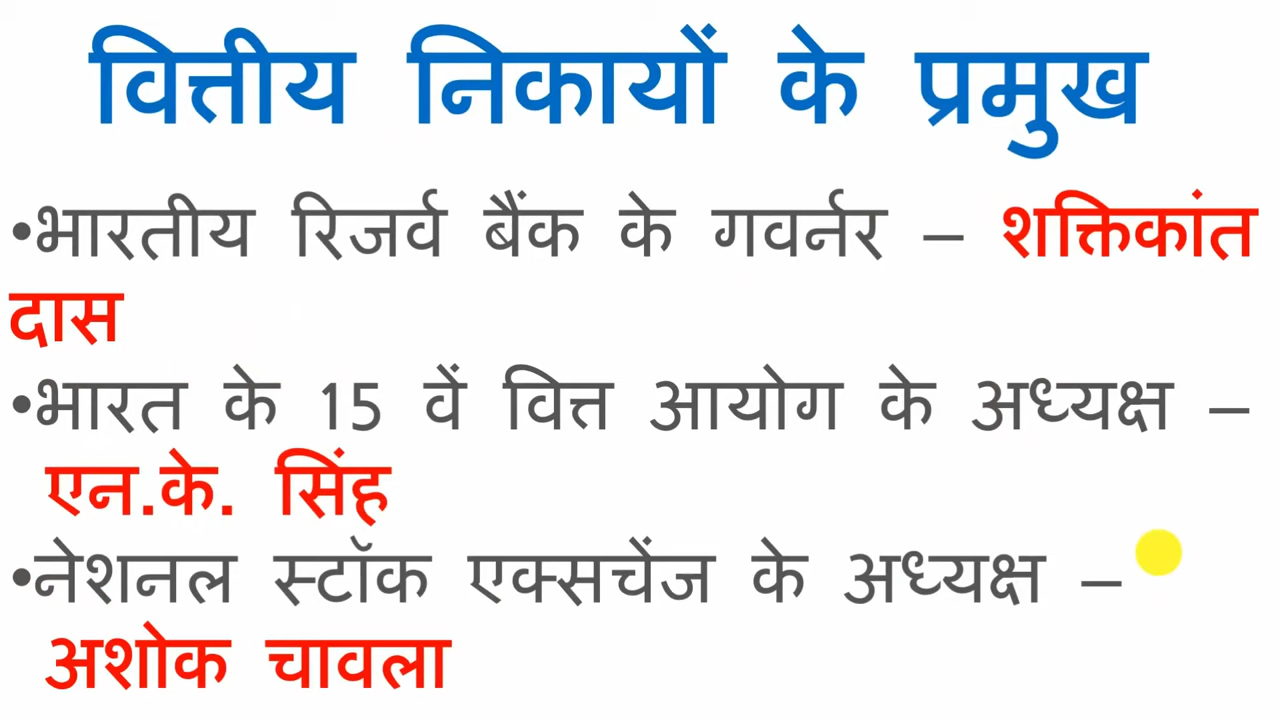 वित्तीय निकायों के प्रमुख
•भारतीय रिजर्व बैंक के गवर्नर – शक्तिकांत
दास
•भारत के 15 वें वित्त आयोग के अध्यक्ष –
एन.के. सिंह
•नेशनल स्टॉक एक्सचेंज के अध्यक्ष –
अशोक चावला